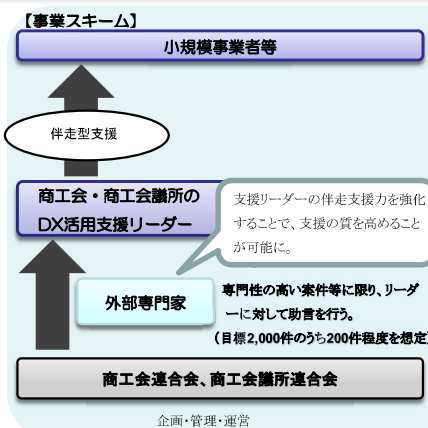 【事業スキーム】
小規模事業者等
伴走型支援
商工会・商工会議所の
DX活用支援リーダー
支援リーダーの伴走支援力を強化
することで、支援の質を高めること
が可能に。
外部専門家
専門性の高い案件等に限り、リーダ
ーに対して助言を行う。
（目標2,000件のうち200件程度を想定
商工会連合会、商工会議所連合会
企画・管理・運営